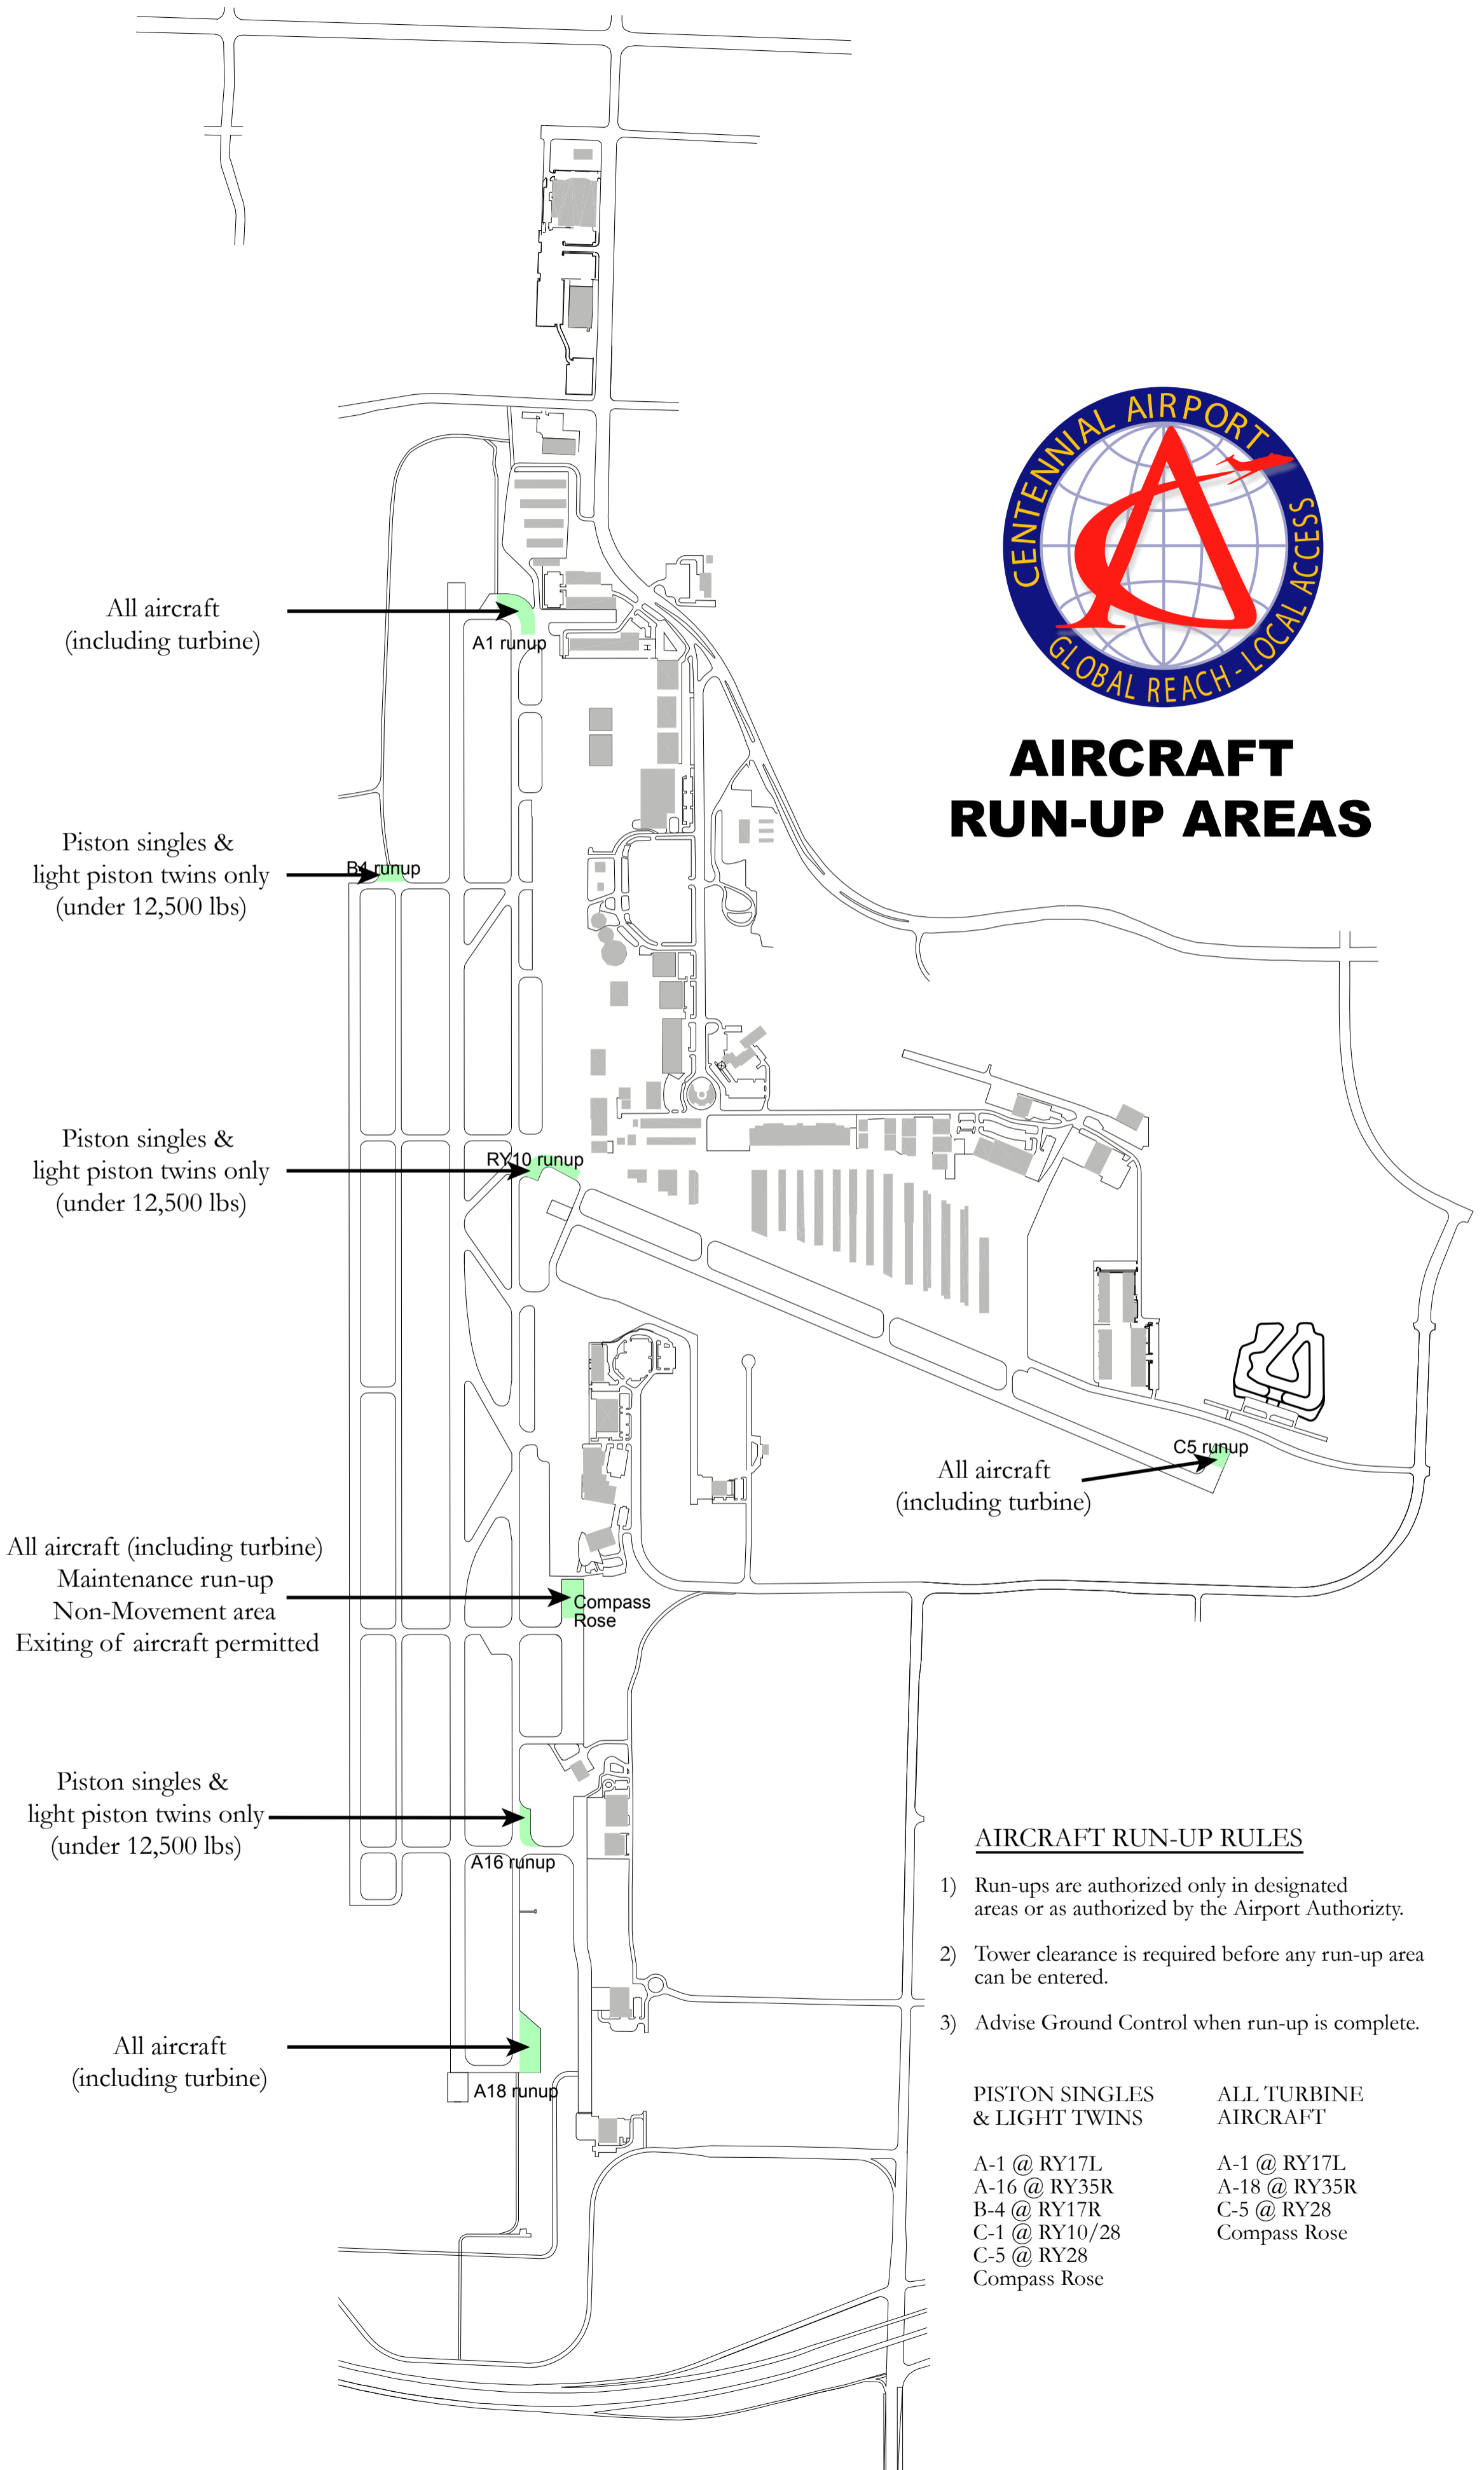 CENTENNIAL AIRPORT
GLOBAL REACH - LOCAL ACCESS
AIRCRAFT
RUN-UP AREAS
All aircraft
(including turbine)
A1 runup
Piston singles &
light piston twins only
(under 12,500 lbs)
B4 runup
Piston singles &
light piston twins only
(under 12,500 lbs)
RY10 runup
All aircraft
(including turbine)
C5 runup
All aircraft (including turbine)
Maintenance run-up
Non-Movement area
Exiting of aircraft permitted
Compass
Rose
Piston singles &
light piston twins only
(under 12,500 lbs)
A16 runup
All aircraft
(including turbine)
A18 runup
AIRCRAFT RUN-UP RULES
1) Run-ups are authorized only in designated
areas or as authorized by the Airport Authorizty.
2) Tower clearance is required before any run-up area
can be entered.
3) Advise Ground Control when run-up is complete.
PISTON SINGLES
& LIGHT TWINS
A-1 @ RY17L
A-16 @ RY35R
B-4 @ RY17R
C-1 @ RY10/28
C-5 @ RY28
Compass Rose
ALL TURBINE
AIRCRAFT
A-1 @ RY17L
A-18 @ RY35R
C-5 @ RY28
Compass Rose